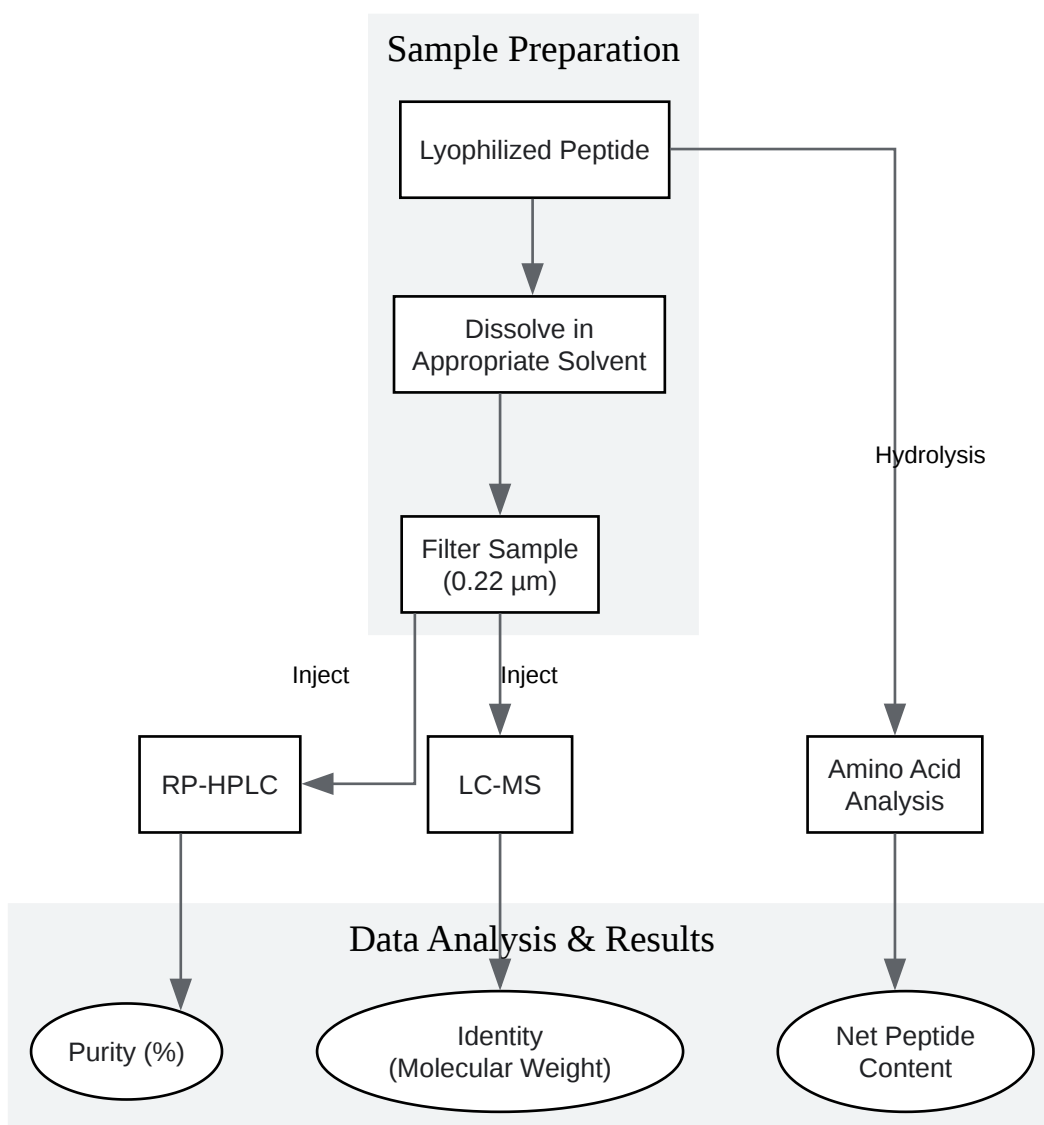 Sample Preparation
Lyophilized Peptide
Dissolve in
Appropriate Solvent
Hydrolysis
Filter Sample
(0.22 µm)
Inject
Inject
RP-HPLC
LC-MS
Amino Acid
Analysis
Data Analysis & Results
Purity (%)
Identity
(Molecular Weight)
Net Peptide
Content